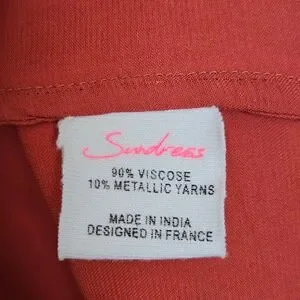 Sundress
90% VISCOSE
10% METALLIC YARNS
MADE IN INDIA
DESIGNED IN FRANCE